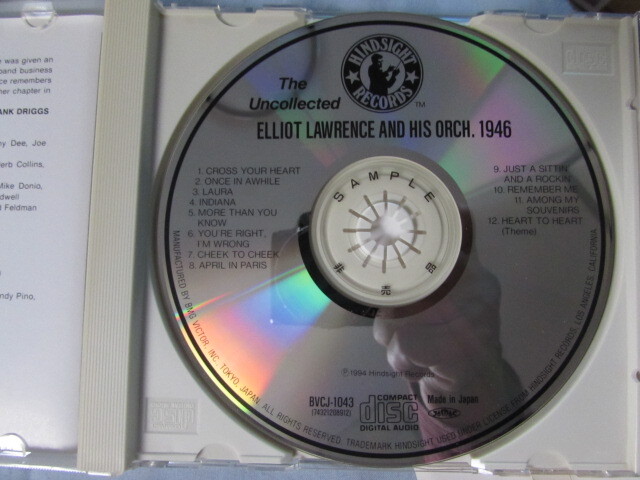 was given an
band business
ce remembers
er chapter in
ANK DRIGGS
y Dee, Joe
erb Collins,
Mike Donio,
dwell
Feldman
ndy Pino,
HINDSIGHT
RECORDS
TM
The
Uncollected
ELLIOT LAWRENCE AND HIS ORCH. 1946
1. CROSS YOUR HEART
2. ONCE IN AWHILE
3. LAURA
4. INDIANA
5. MORE THAN YOU
KNOW
6. YOU'RE RIGHT,
I'M WRONG
7. CHEEK TO CHEEK
8. APRIL IN PARIS
9. JUST A SITTIN'
AND A ROCKIN'
10. REMEMBER ME
11. AMONG MY
SOUVENIRS
12. HEART TO HEART
(Theme)
SAMPLE
非売品
Ⓟ1994 Hindsight Records
BVCJ-1043
COMPACT
disc
DIGITAL AUDIO
Made in Japan
MANUFACTURED BY BMG VICTOR, INC. TOKYO, JAPAN. ALL RIGHTS RESERVED. TRADEMARK HINDSIGHT USED UNDER LICENCE FROM HINDSIGHT RECORDS, LOS ANGELES, CALIFORNIA.